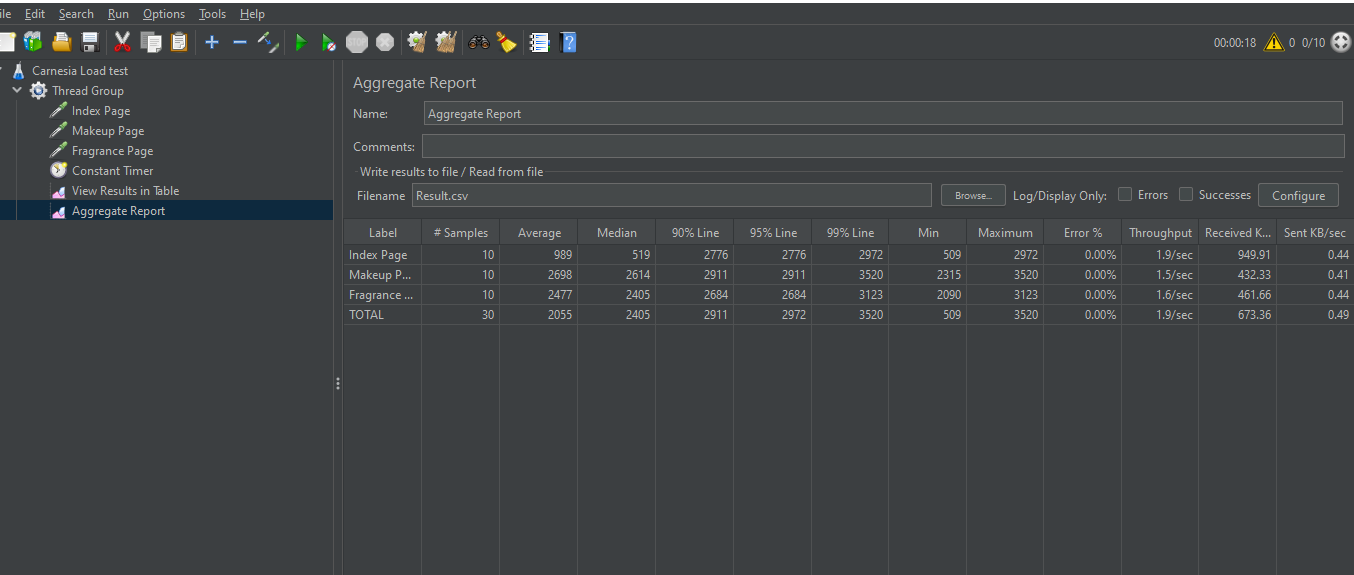 ile Edit Search Run Options Tools Help
00:00:18 0 0/10
Carnesia Load test
Thread Group
Index Page
Makeup Page
Fragrance Page
Constant Timer
View Results in Table
Aggregate Report
Aggregate Report
Name: Aggregate Report
Comments:
Write results to file / Read from file
Filename Result.csv Browse... Log/Display Only: Errors Successes Configure
Label # Samples Average Median 90% Line 95% Line 99% Line Min Maximum Error % Throughput Received K... Sent KB/sec
Index Page 10 989 519 2776 2776 2972 509 2972 0.00% 1.9/sec 949.91 0.44
Makeup P... 10 2698 2614 2911 2911 3520 2315 3520 0.00% 1.5/sec 432.33 0.41
Fragrance ... 10 2477 2405 2684 2684 3123 2090 3123 0.00% 1.6/sec 461.66 0.44
TOTAL 30 2055 2405 2911 2972 3520 509 3520 0.00% 1.9/sec 673.36 0.49